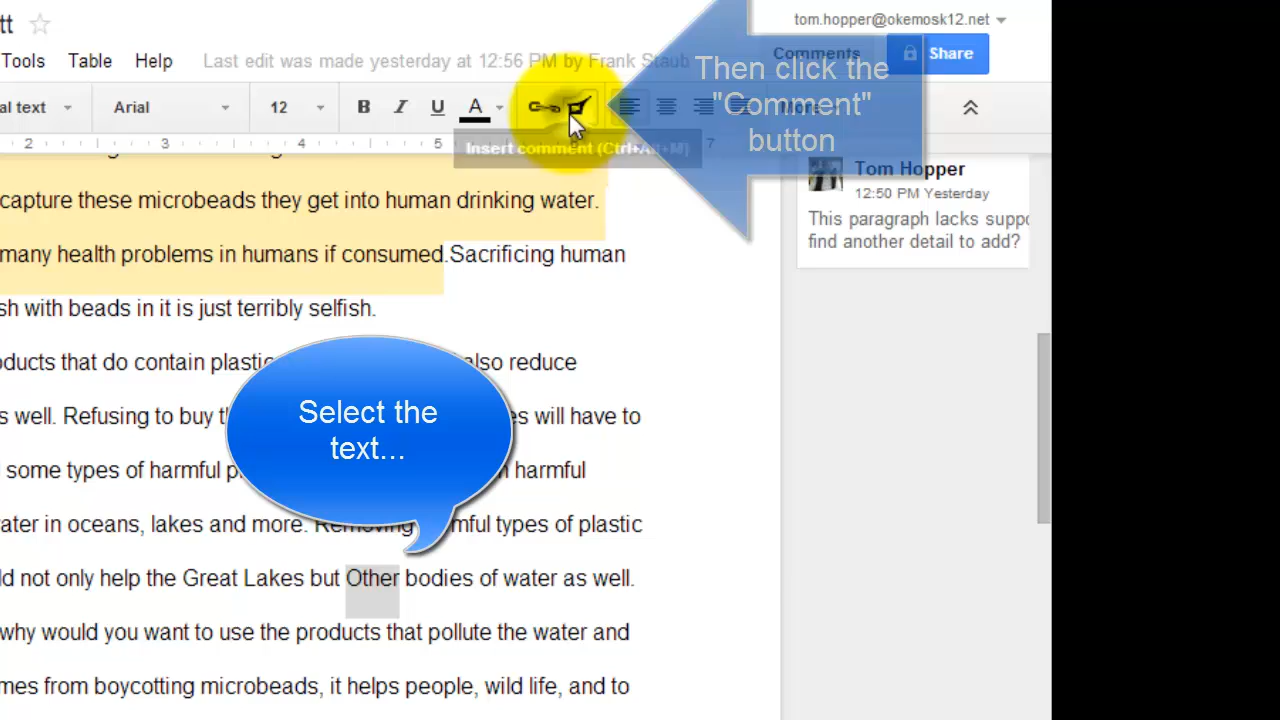 tt
tom.hopper@okemosk12.net
Tools Table Help Last edit was made yesterday at 12:56 PM by Frank Staub
Comments Share
Then click the
"Comment"
button
al text Arial 12 B I U A
2 3 4 5 7
Insert comment (Ctrl+Alt+M)
Tom Hopper
12:50 PM Yesterday
This paragraph lacks suppo
find another detail to add?
capture these microbeads they get into human drinking water.
many health problems in humans if consumed.Sacrificing human
sh with beads in it is just terribly selfish.
oducts that do contain plastic also reduce
s well. Refusing to buy es will have to
Select the
text...
some types of harmful harmful
ater in oceans, lakes and more. Removing harmful types of plastic
ld not only help the Great Lakes but Other bodies of water as well.
why would you want to use the products that pollute the water and
mes from boycotting microbeads, it helps people, wild life, and to